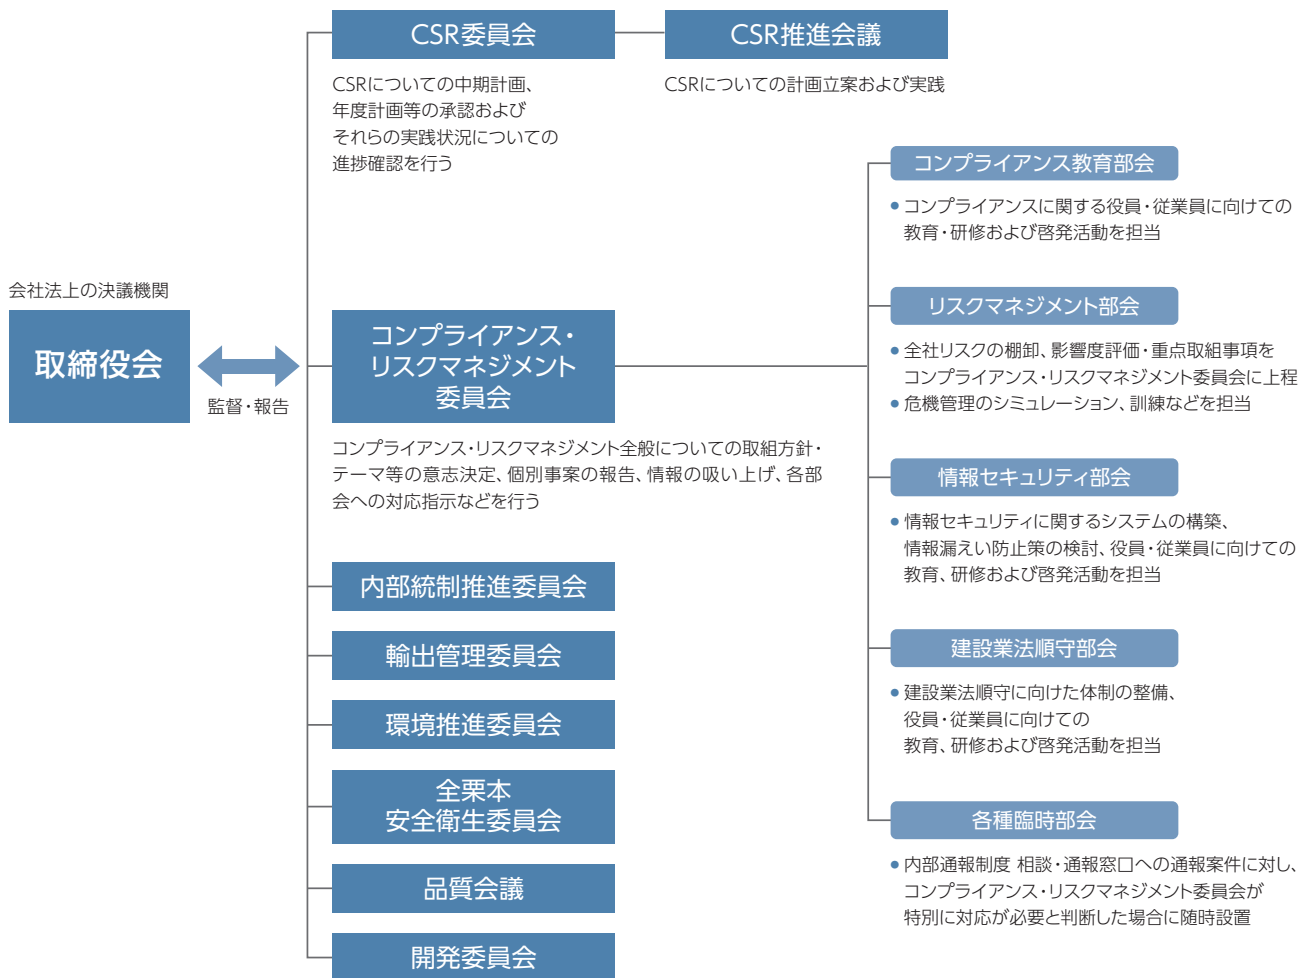 会社法上の決議機関
取締役会
監督・報告
CSR委員会
CSRについての中期計画、
年度計画等の承認および
それらの実践状況についての
進捗確認を行う
CSR推進会議
CSRについての計画立案および実践
コンプライアンス・
リスクマネジメント
委員会
コンプライアンス・リスクマネジメント全般についての取組方針・
テーマ等の意志決定、個別事案の報告、情報の吸い上げ、各部
会への対応指示などを行う
コンプライアンス教育部会
● コンプライアンスに関する役員・従業員に向けての
教育・研修および啓発活動を担当
リスクマネジメント部会
● 全社リスクの棚卸、影響度評価・重点取組事項を
コンプライアンス・リスクマネジメント委員会に上程
● 危機管理のシミュレーション、訓練などを担当
情報セキュリティ部会
● 情報セキュリティに関するシステムの構築、
情報漏えい防止策の検討、役員・従業員に向けての
教育、研修および啓発活動を担当
建設業法順守部会
● 建設業法順守に向けた体制の整備、
役員・従業員に向けての
教育、研修および啓発活動を担当
各種臨時部会
● 内部通報制度 相談・通報窓口への通報案件に対し、
コンプライアンス・リスクマネジメント委員会が
特別に対応が必要と判断した場合に随時設置
内部統制推進委員会
輸出管理委員会
環境推進委員会
全栗本
安全衛生委員会
品質会議
開発委員会